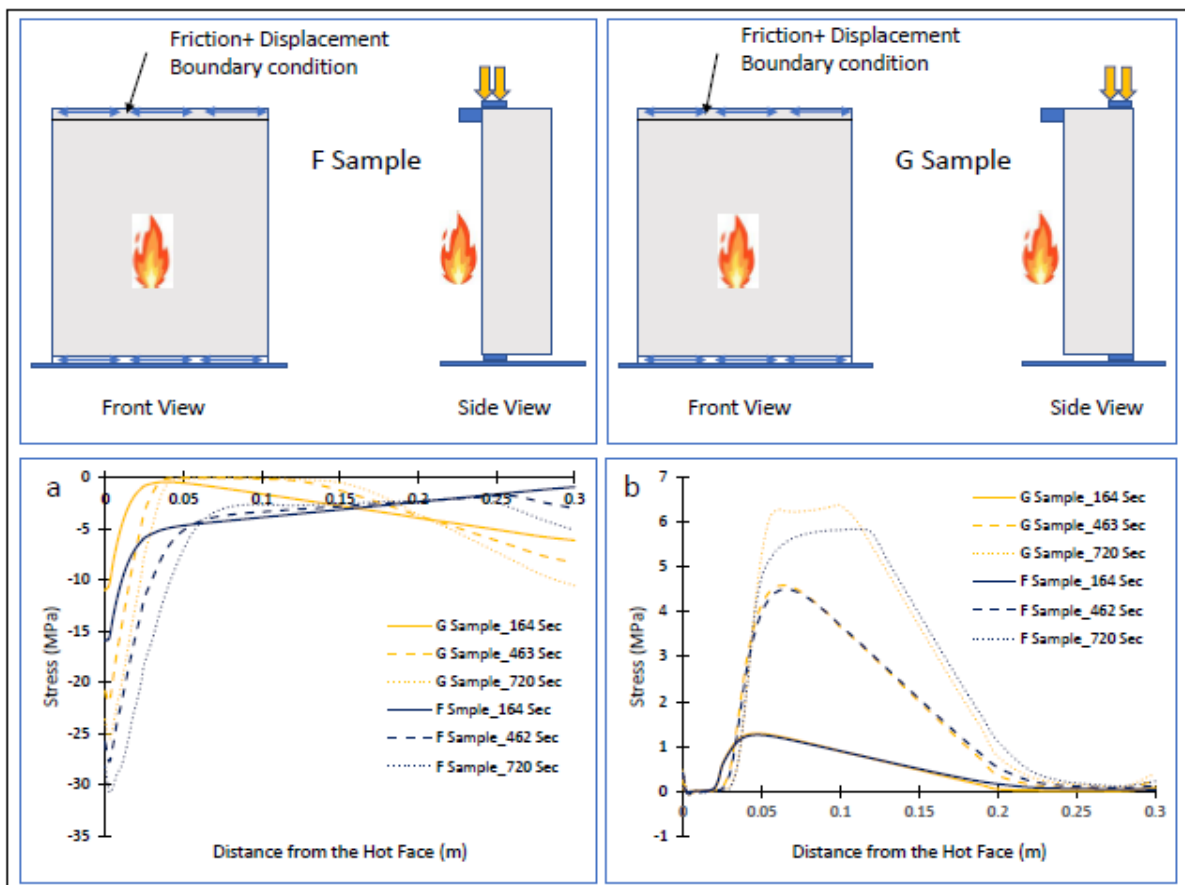 Friction+ Displacement
Boundary condition
F Sample
Front View
Side View
Friction+ Displacement
Boundary condition
G Sample
Front View
Side View
a
0
-5
-10
-15
-20
-25
-30
-35
0
0.05
0.1
0.15
0.2
0.25
0.3
Stress (MPa)
G Sample_164 Sec
G Sample_463 Sec
G Sample_720 Sec
F Smple_164 Sec
F Sample_462 Sec
F Sample_720 Sec
Distance from the Hot Face (m)
b
7
6
5
4
3
2
1
0
-1
0
0.05
0.1
0.15
0.2
0.25
0.3
Stress (MPa)
G Sample_164 Sec
G Sample_463 Sec
G Sample_720 Sec
F Sample_164 Sec
F Sample_462 Sec
F Sample_720 Sec
Distance from the Hot Face (m)